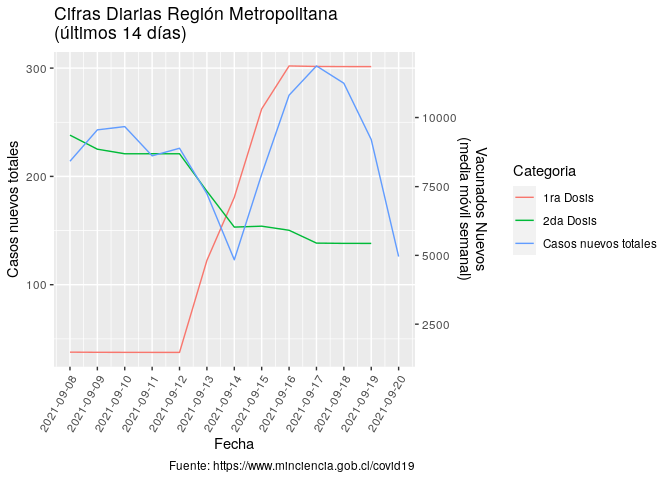 Cifras Diarias Región Metropolitana
(últimos 14 días)
Casos nuevos totales
300
200
100
10000
7500
5000
2500
Vacunados Nuevos
(media móvil semanal)
2021-09-08
2021-09-09
2021-09-10
2021-09-11
2021-09-12
2021-09-13
2021-09-14
2021-09-15
2021-09-16
2021-09-17
2021-09-18
2021-09-19
2021-09-20
Fecha
Categoria
1ra Dosis
2da Dosis
Casos nuevos totales
Fuente: https://www.minciencia.gob.cl/covid19